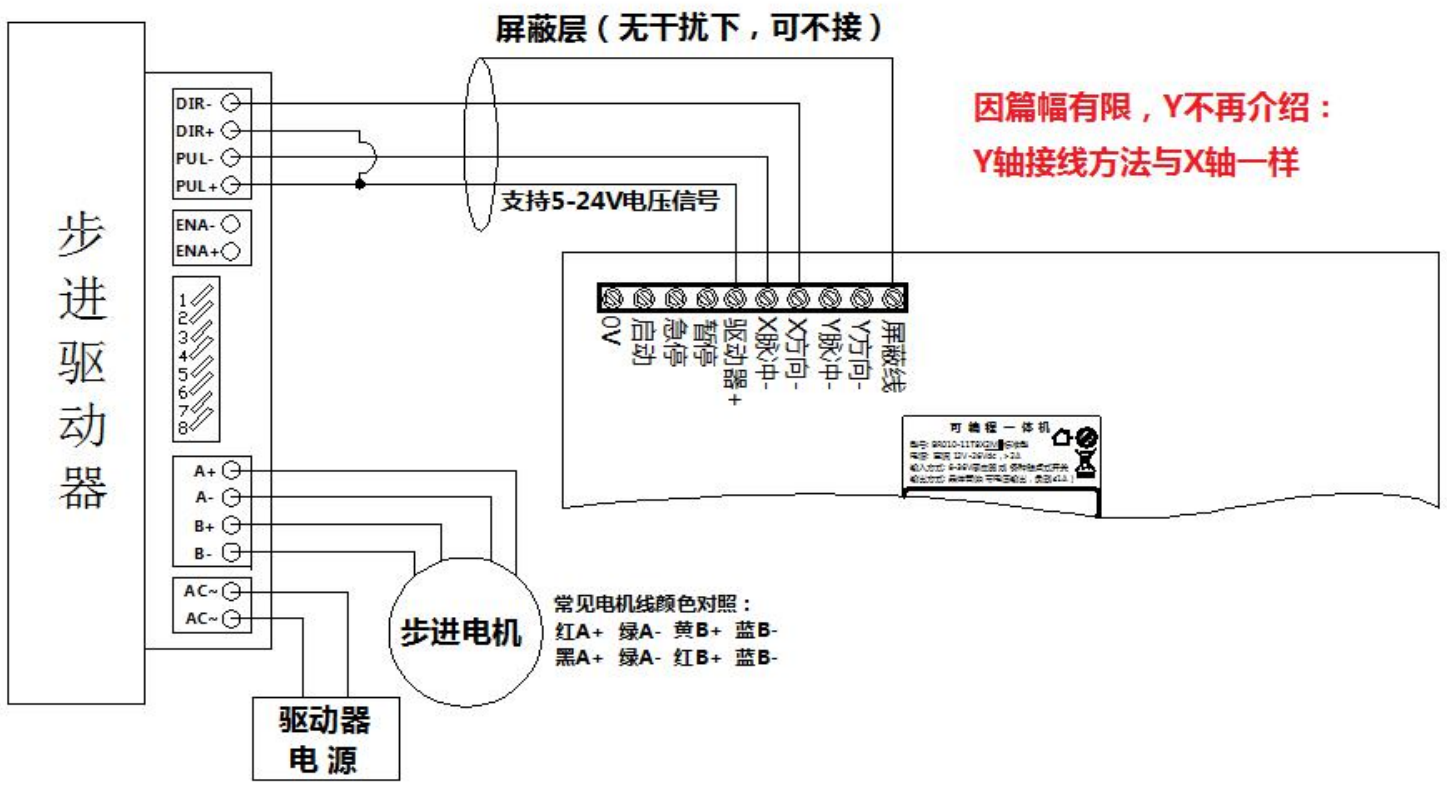 屏蔽层（无干扰下，可不接）
因篇幅有限，Y不再介绍：
Y轴接线方法与X轴一样
DIR-
DIR+
PUL-
PUL+
支持5-24V电压信号
ENA-
ENA+
步进驱动器
1
2
3
4
5
6
7
8
0V
启动
急停
暂停
驱动器+
X脉冲-
X方向-
Y脉冲-
Y方向-
屏蔽线
可编程一体机
A+
A-
B+
B-
AC~
AC~
步进电机
常见电机线颜色对照：
红A+ 绿A- 黄B+ 蓝B-
黑A+ 绿A- 红B+ 蓝B-
驱动器
电源